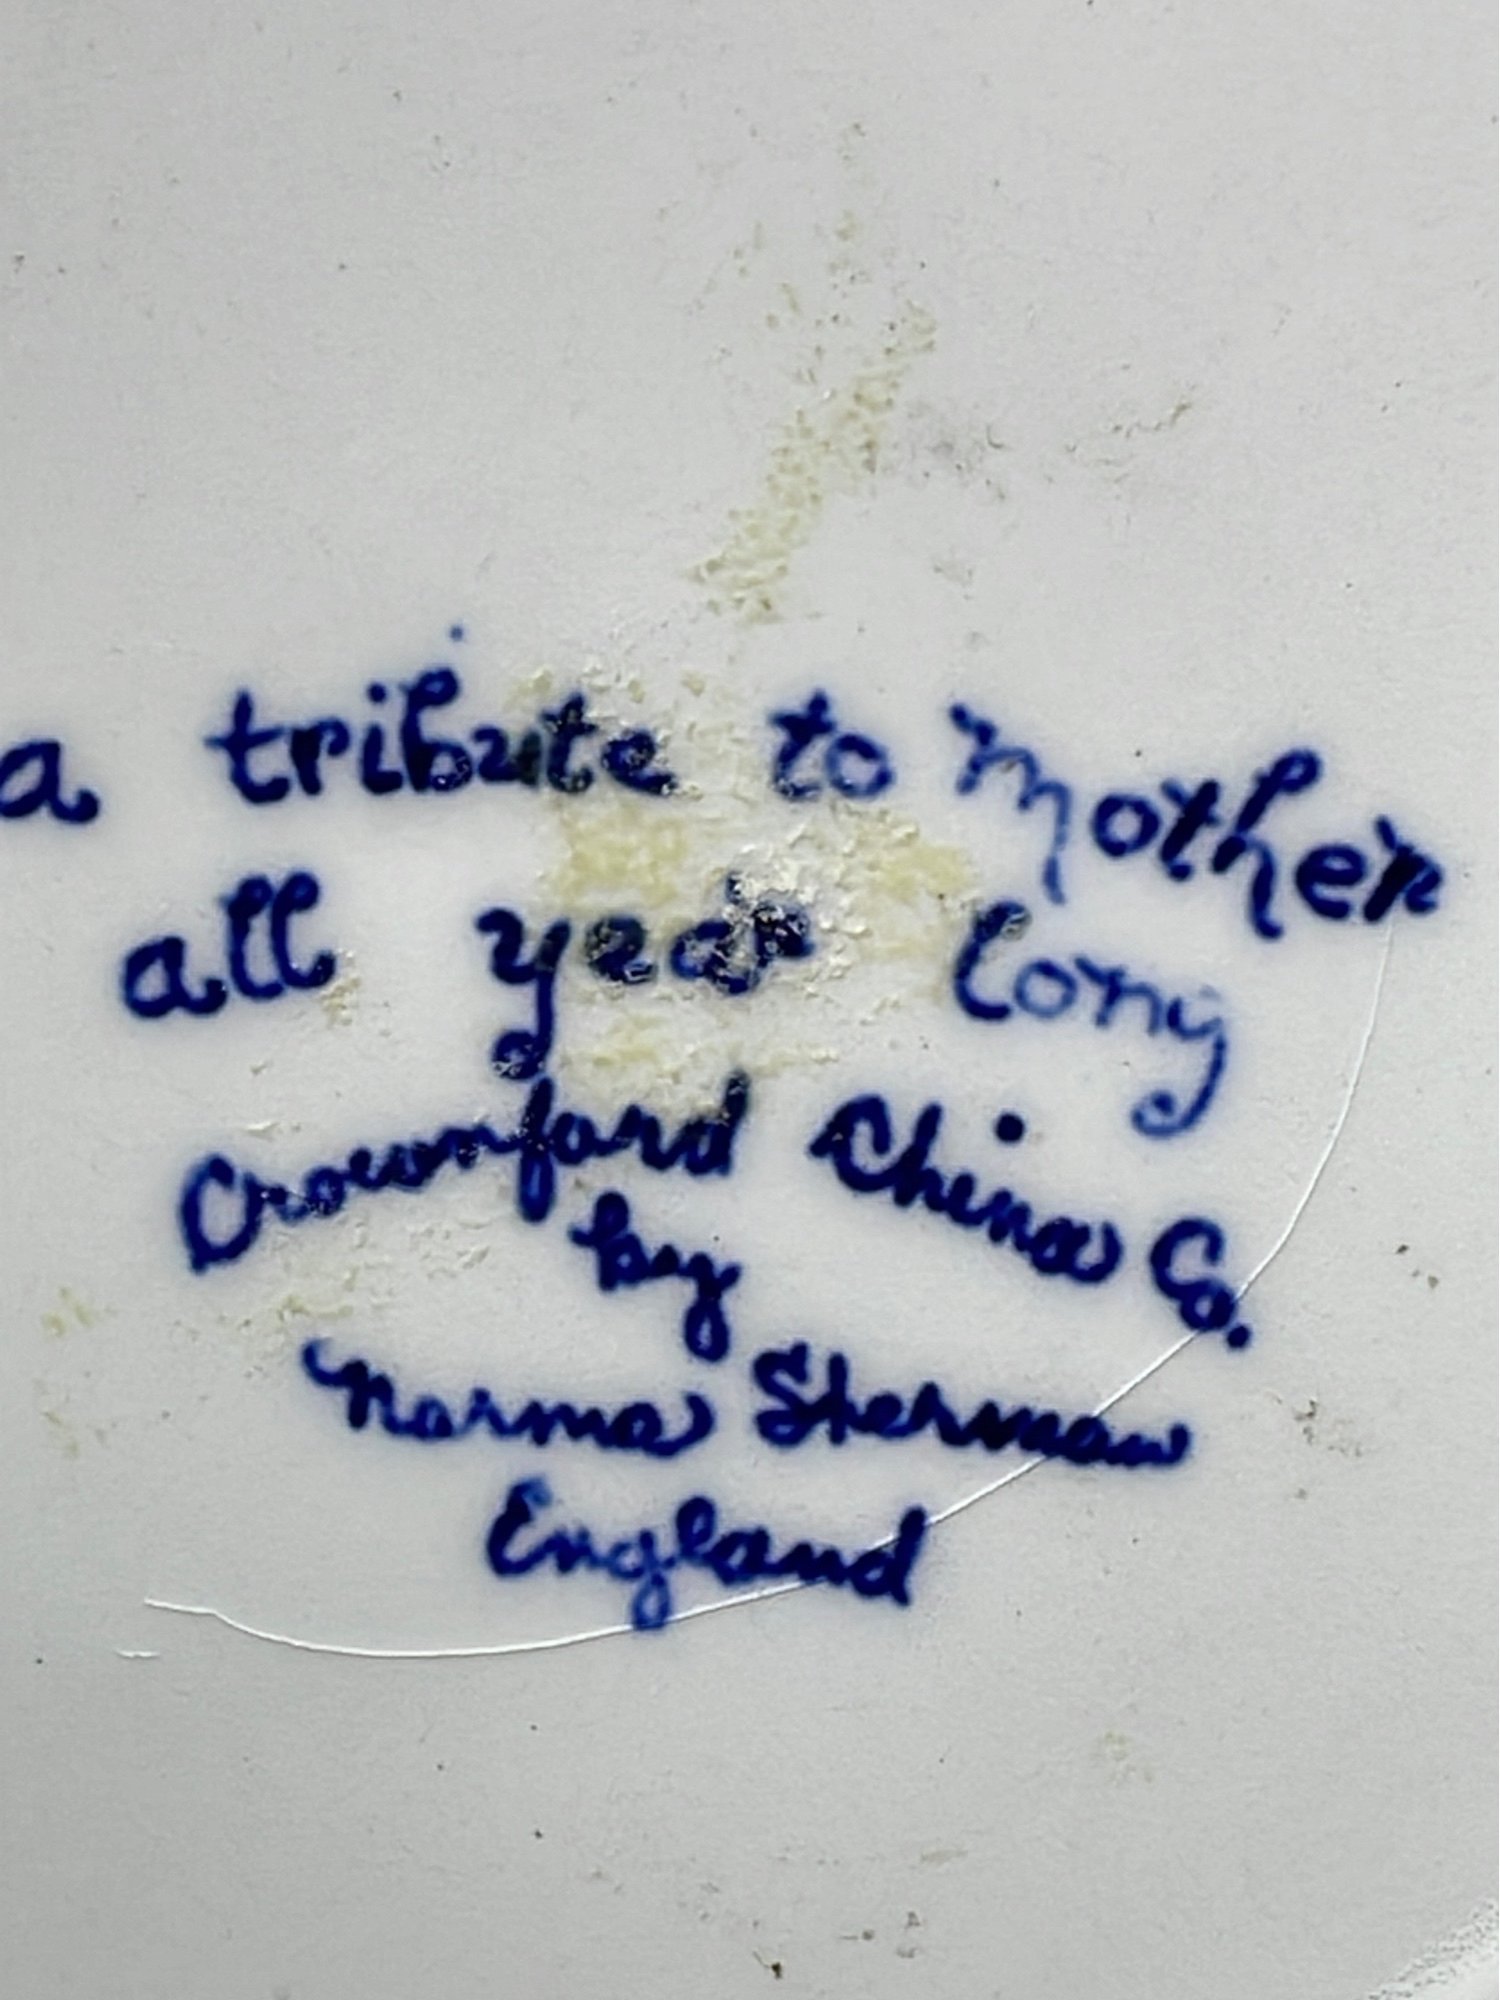 a tribute to Mother
all year long
Crownford China Co.
by
Norma Sherman
England